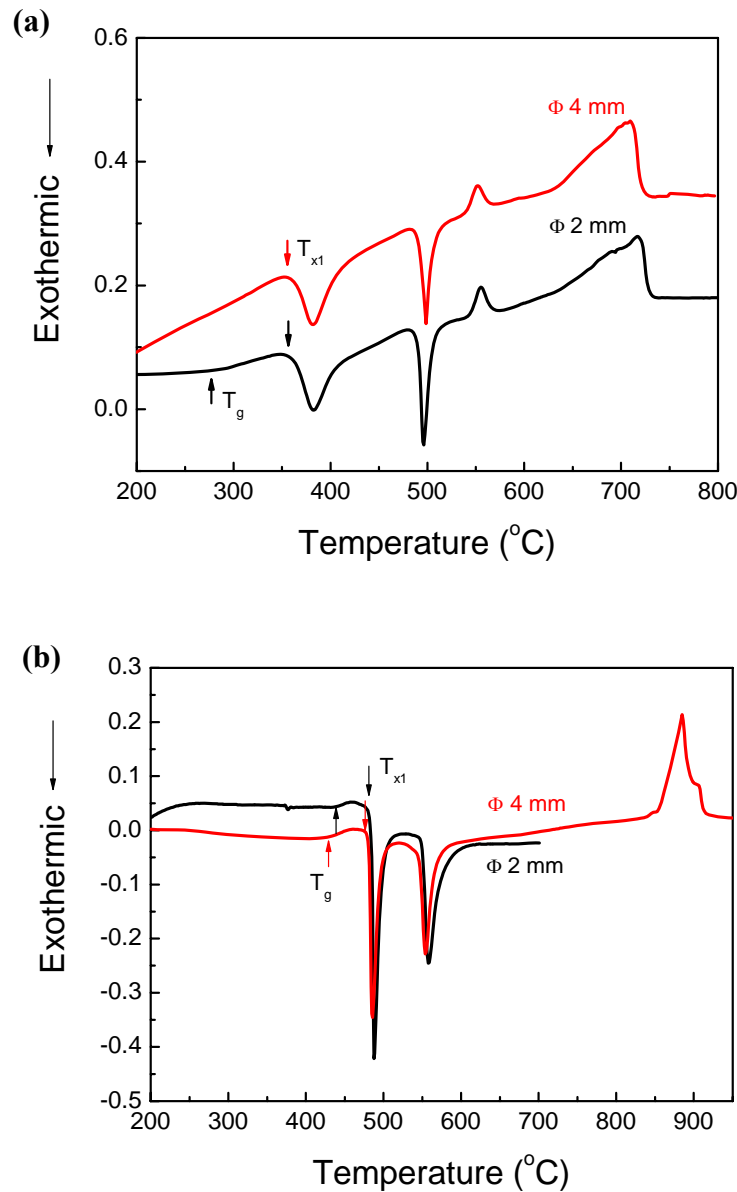 (a)
0.6
0.4
0.2
0.0
Exothermic
Φ 4 mm
Φ 2 mm
Tx1
Tg
200 300 400 500 600 700 800
Temperature (°C)
(b)
0.3
0.2
0.1
0.0
-0.1
-0.2
-0.3
-0.4
-0.5
Exothermic
Tx1
Φ 4 mm
Φ 2 mm
Tg
200 300 400 500 600 700 800 900
Temperature (°C)